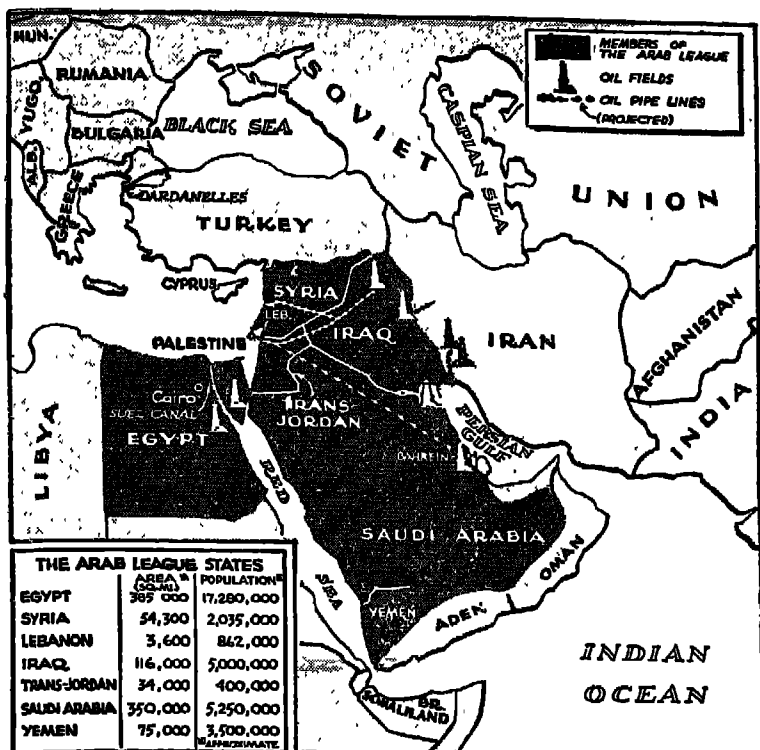 HUN.
RUMANIA
YUGO.
BULGARIA
ALB.
GREECE
BLACK SEA
DARDANELLES
TURKEY
SOVIET
UNION
CASPIAN SEA
MEMBERS OF
THE ARAB LEAGUE
OIL FIELDS
OIL PIPE LINES
(PROJECTED)
CYPRUS
SYRIA
LEB.
PALESTINE
IRAQ
IRAN
AFGHANISTAN
INDIA
LIBYA
Cairo
SUEZ CANAL
EGYPT
TRANS-
JORDAN
PERSIAN
GULF
BAHREIN
RED
SEA
SAUDI ARABIA
YEMEN
ADEN
OMAN
BR.
SOMALILAND
INDIAN
OCEAN
THE ARAB LEAGUE STATES
AREA* (SQ. MI.) POPULATION*
EGYPT 385 000 17,280,000
SYRIA 54,300 2,035,000
LEBANON 3,600 862,000
IRAQ 116,000 5,000,000
TRANS-JORDAN 34,000 400,000
SAUDI ARABIA 350,000 5,250,000
YEMEN 75,000 3,500,000
*APPROXIMATE